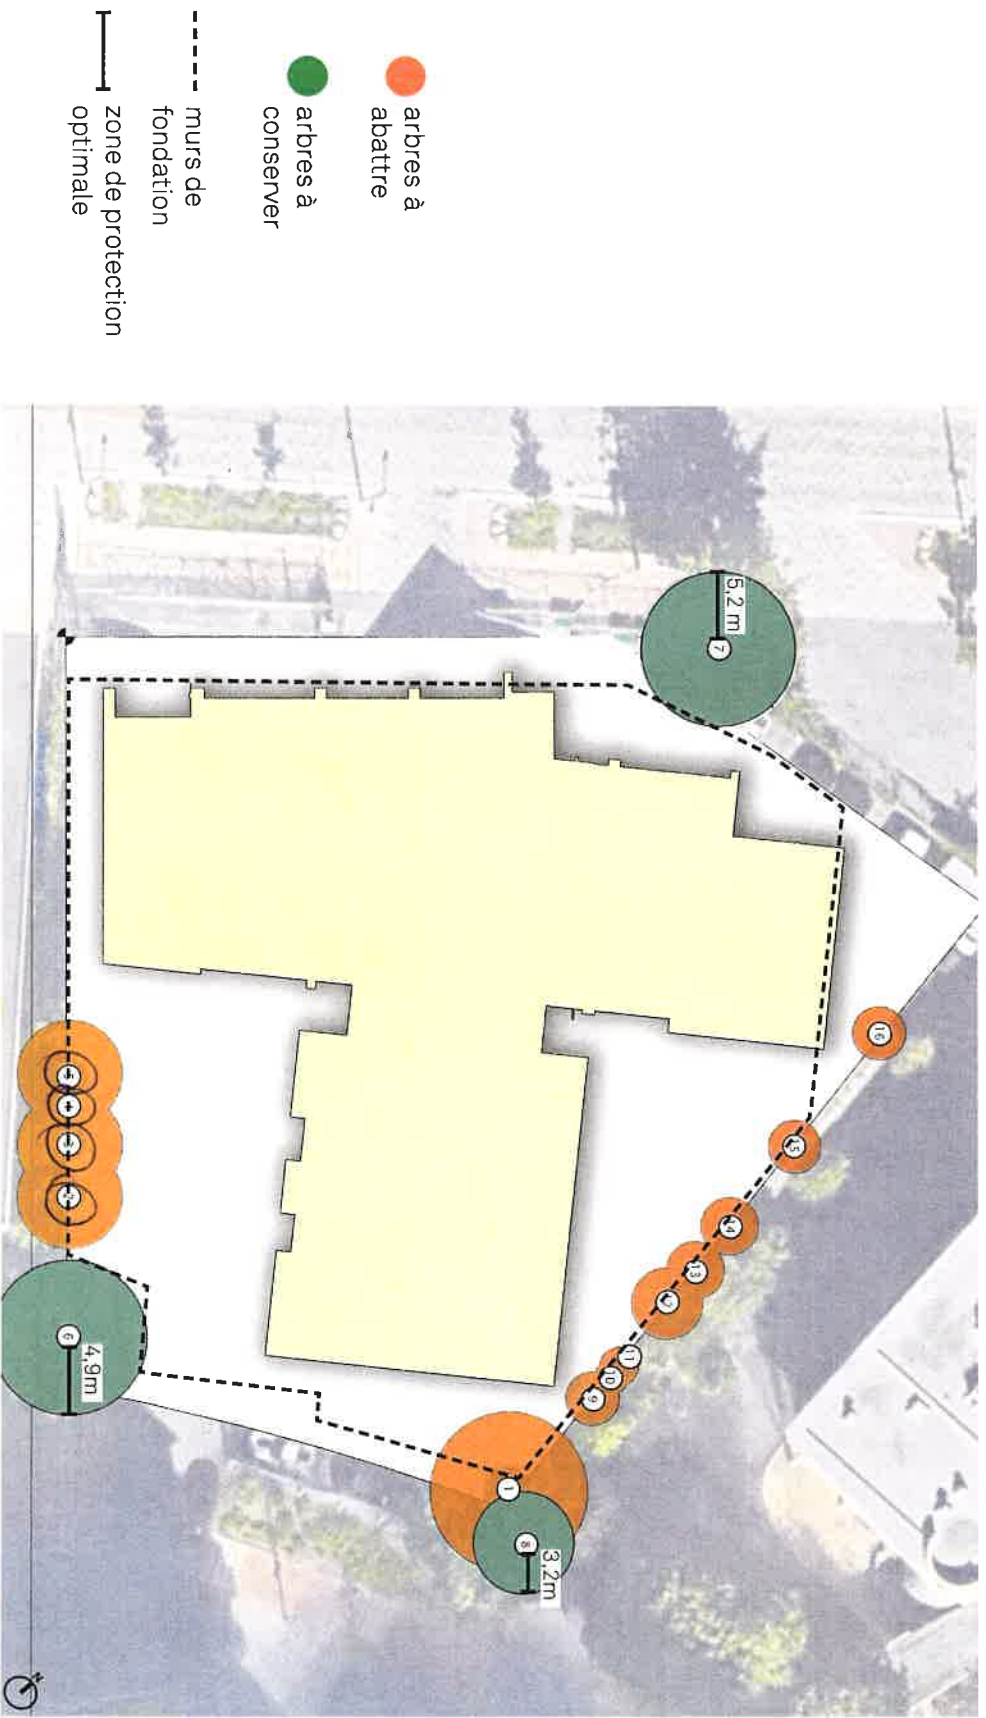 arbres à
abattre
arbres à
conserver
murs de
fondation
zone de protection
optimale
5,2 m
7
16
15
14
13
12
11
10
9
1
8
3,2m
5
4
3
2
6
4,9m
N